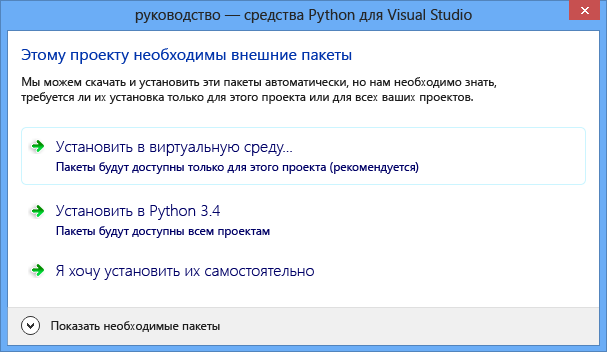 руководство — средства Python для Visual Studio
Этому проекту необходимы внешние пакеты
Мы можем скачать и установить эти пакеты автоматически, но нам необходимо знать,
требуется ли их установка только для этого проекта или для всех ваших проектов.
Установить в виртуальную среду...
Пакеты будут доступны только для этого проекта (рекомендуется)
Установить в Python 3.4
Пакеты будут доступны всем проектам
Я хочу установить их самостоятельно
Показать необходимые пакеты